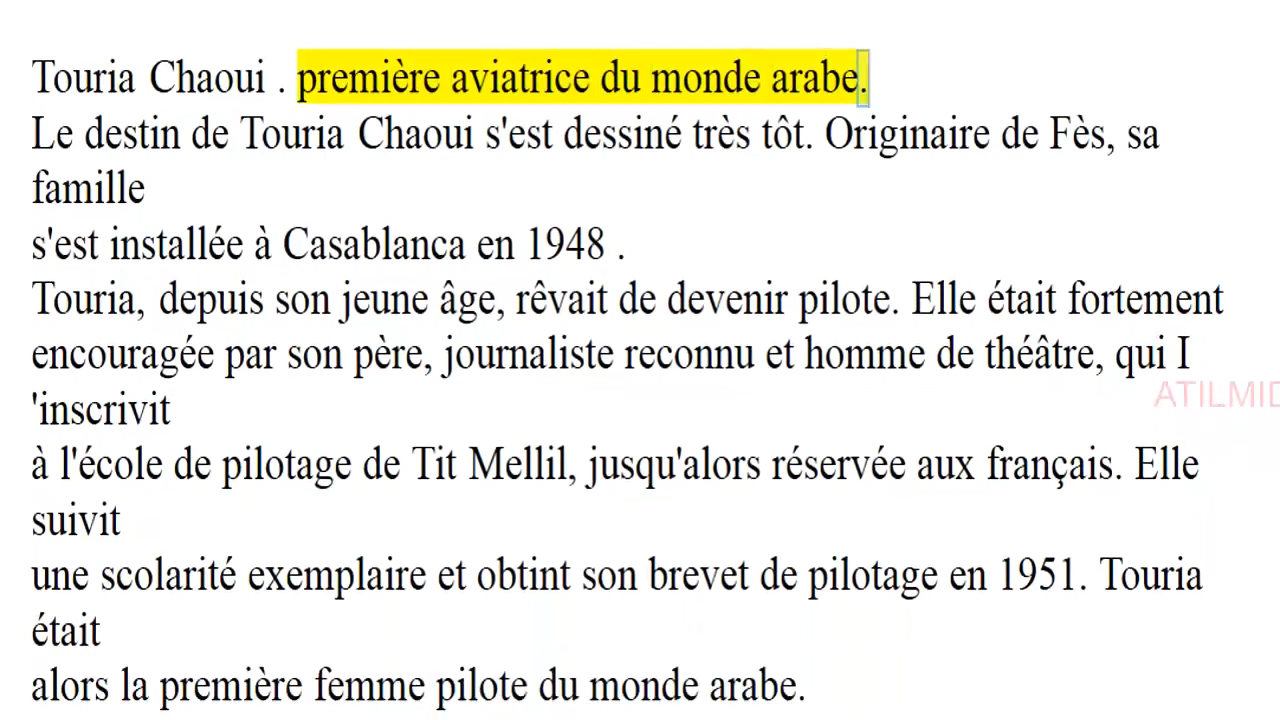 Touria Chaoui . première aviatrice du monde arabe.
Le destin de Touria Chaoui s'est dessiné très tôt. Originaire de Fès, sa
famille
s'est installée à Casablanca en 1948 .
Touria, depuis son jeune âge, rêvait de devenir pilote. Elle était fortement
encouragée par son père, journaliste reconnu et homme de théâtre, qui I
ATILMID
'inscrivit
à l'école de pilotage de Tit Mellil, jusqu'alors réservée aux français. Elle
suivit
une scolarité exemplaire et obtint son brevet de pilotage en 1951. Touria
était
alors la première femme pilote du monde arabe.